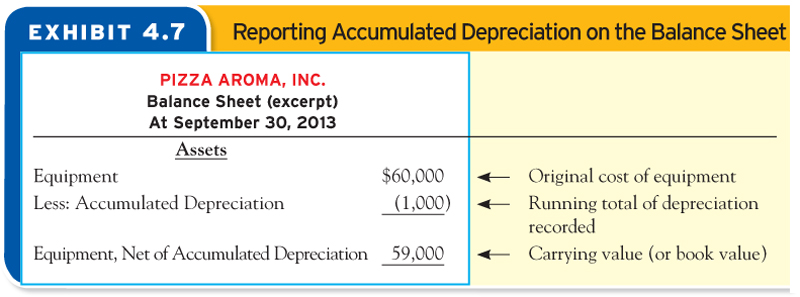 EXHIBIT 4.7 Reporting Accumulated Depreciation on the Balance Sheet
PIZZA AROMA, INC.
Balance Sheet (excerpt)
At September 30, 2013
Assets
Equipment $60,000 Original cost of equipment
Less: Accumulated Depreciation (1,000) Running total of depreciation
recorded
Equipment, Net of Accumulated Depreciation 59,000 Carrying value (or book value)